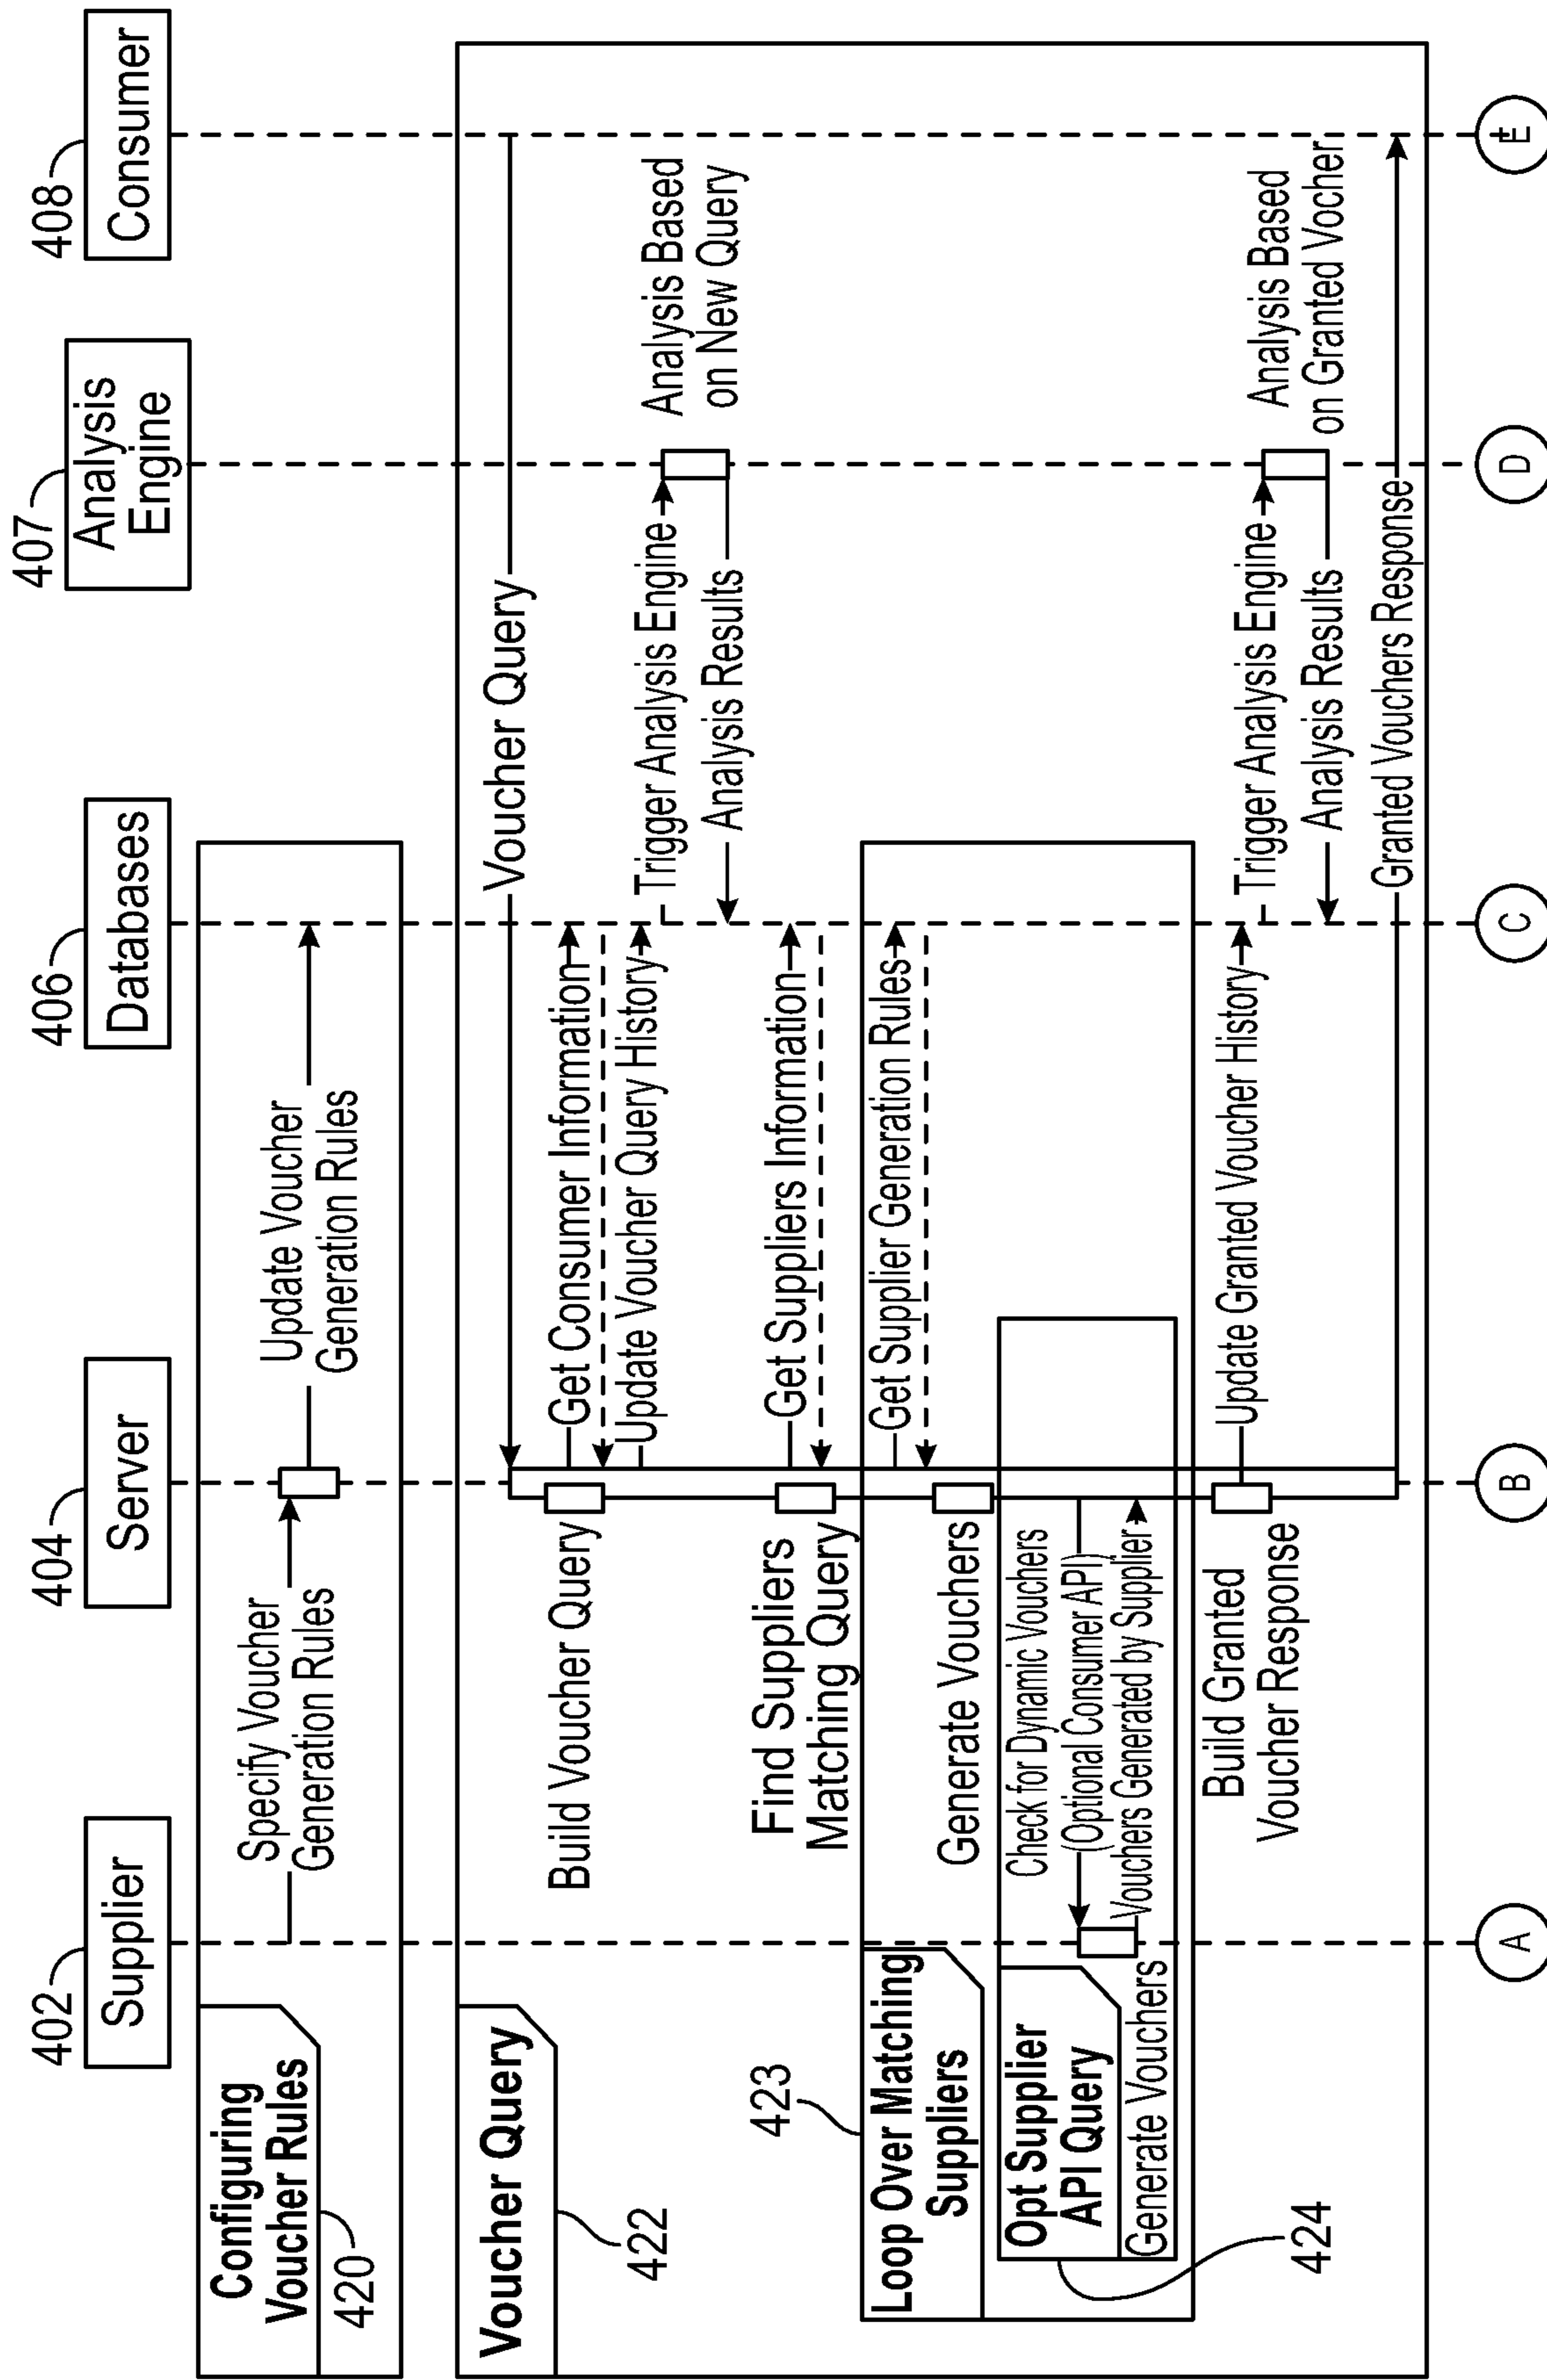 402
404
406
407
408
Supplier
Server
Databases
Analysis
Engine
Consumer
Configuring
Voucher Rules
420
Specify Voucher
Generation Rules
Update Voucher
Generation Rules
Voucher Query
422
Voucher Query
Build Voucher Query
Get Consumer Information
Update Voucher Query History
Trigger Analysis Engine
Analysis Results
Analysis Based
on New Query
Find Suppliers
Matching Query
Get Suppliers Information
423
Loop Over Matching
Suppliers
Get Supplier Generation Rules
Generate Vouchers
Opt Supplier
API Query
424
Check for Dynamic Vouchers
(Optional Consumer API)
Vouchers Generated by Supplier
Generate Vouchers
Build Granted
Voucher Response
Update Granted Voucher History
Trigger Analysis Engine
Analysis Results
Analysis Based
on Granted Vocher
Granted Vouchers Response
A
B
C
D
E